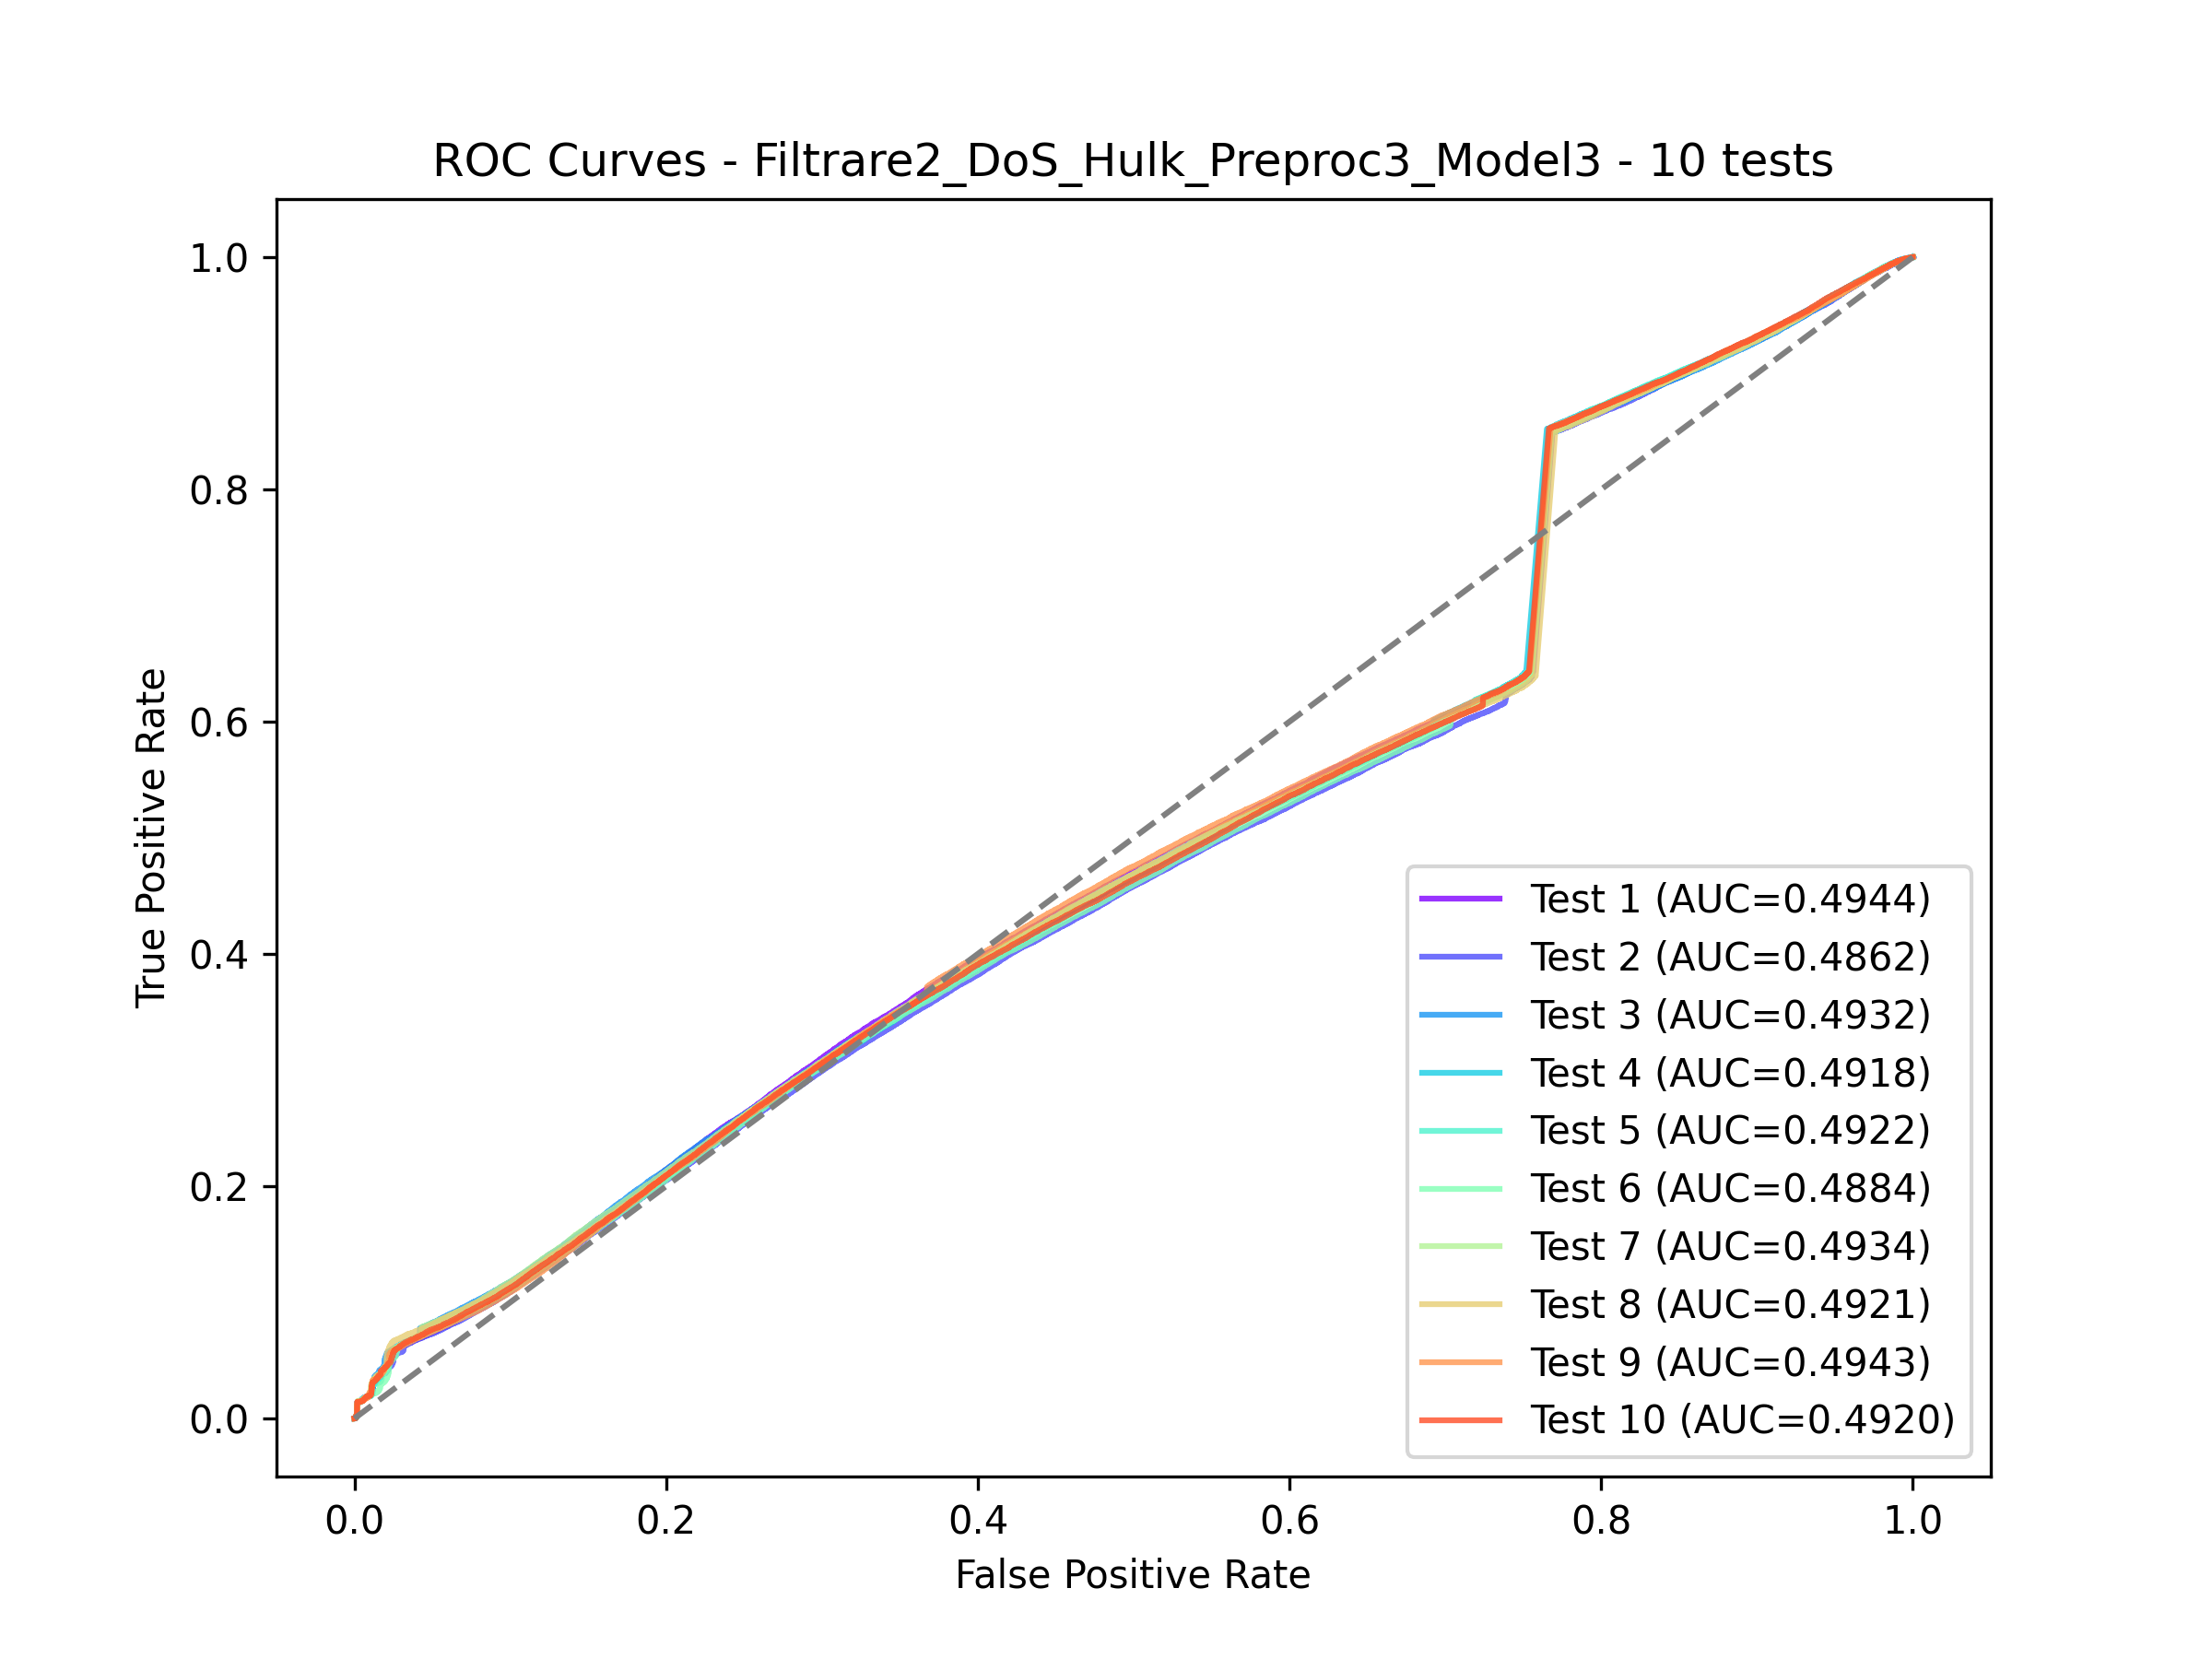 ROC Curves - Filtrare2_DoS_Hulk_Preproc3_Model3 - 10 tests
True Positive Rate
1.0
0.8
0.6
0.4
0.2
0.0
Test 1 (AUC=0.4944)
Test 2 (AUC=0.4862)
Test 3 (AUC=0.4932)
Test 4 (AUC=0.4918)
Test 5 (AUC=0.4922)
Test 6 (AUC=0.4884)
Test 7 (AUC=0.4934)
Test 8 (AUC=0.4921)
Test 9 (AUC=0.4943)
Test 10 (AUC=0.4920)
0.0 0.2 0.4 0.6 0.8 1.0
False Positive Rate